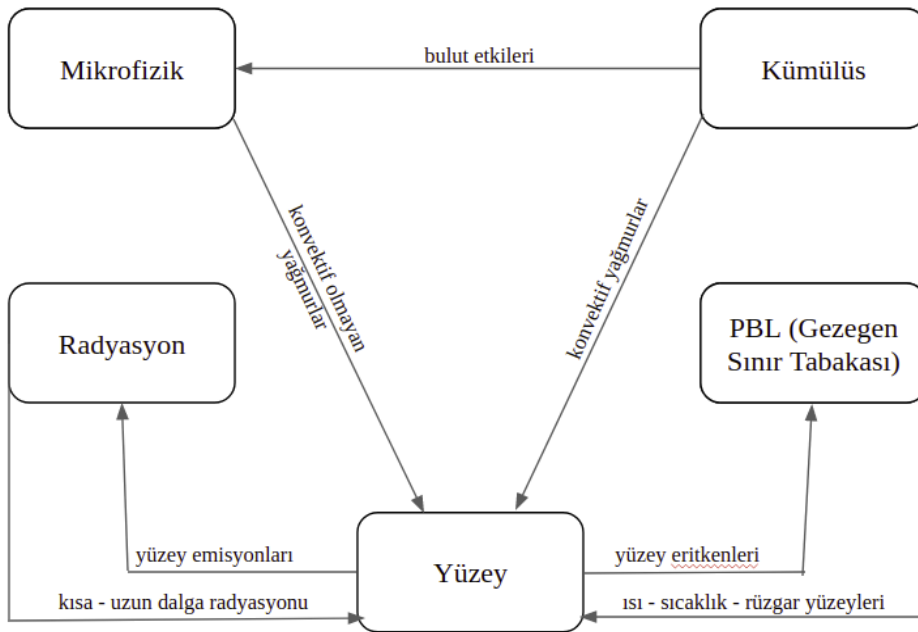 bulut etkileri
Mikrofizik
Kümülüs
konvektif olmayan
yağmurlar
konvektif yağmurlar
Radyasyon
PBL (Gezegen
Sınır Tabakası)
yüzey emisyonları
Yüzey
yüzey eritkenleri
kısa - uzun dalga radyasyonu
ısı - sıcaklık - rüzgar yüzeyleri